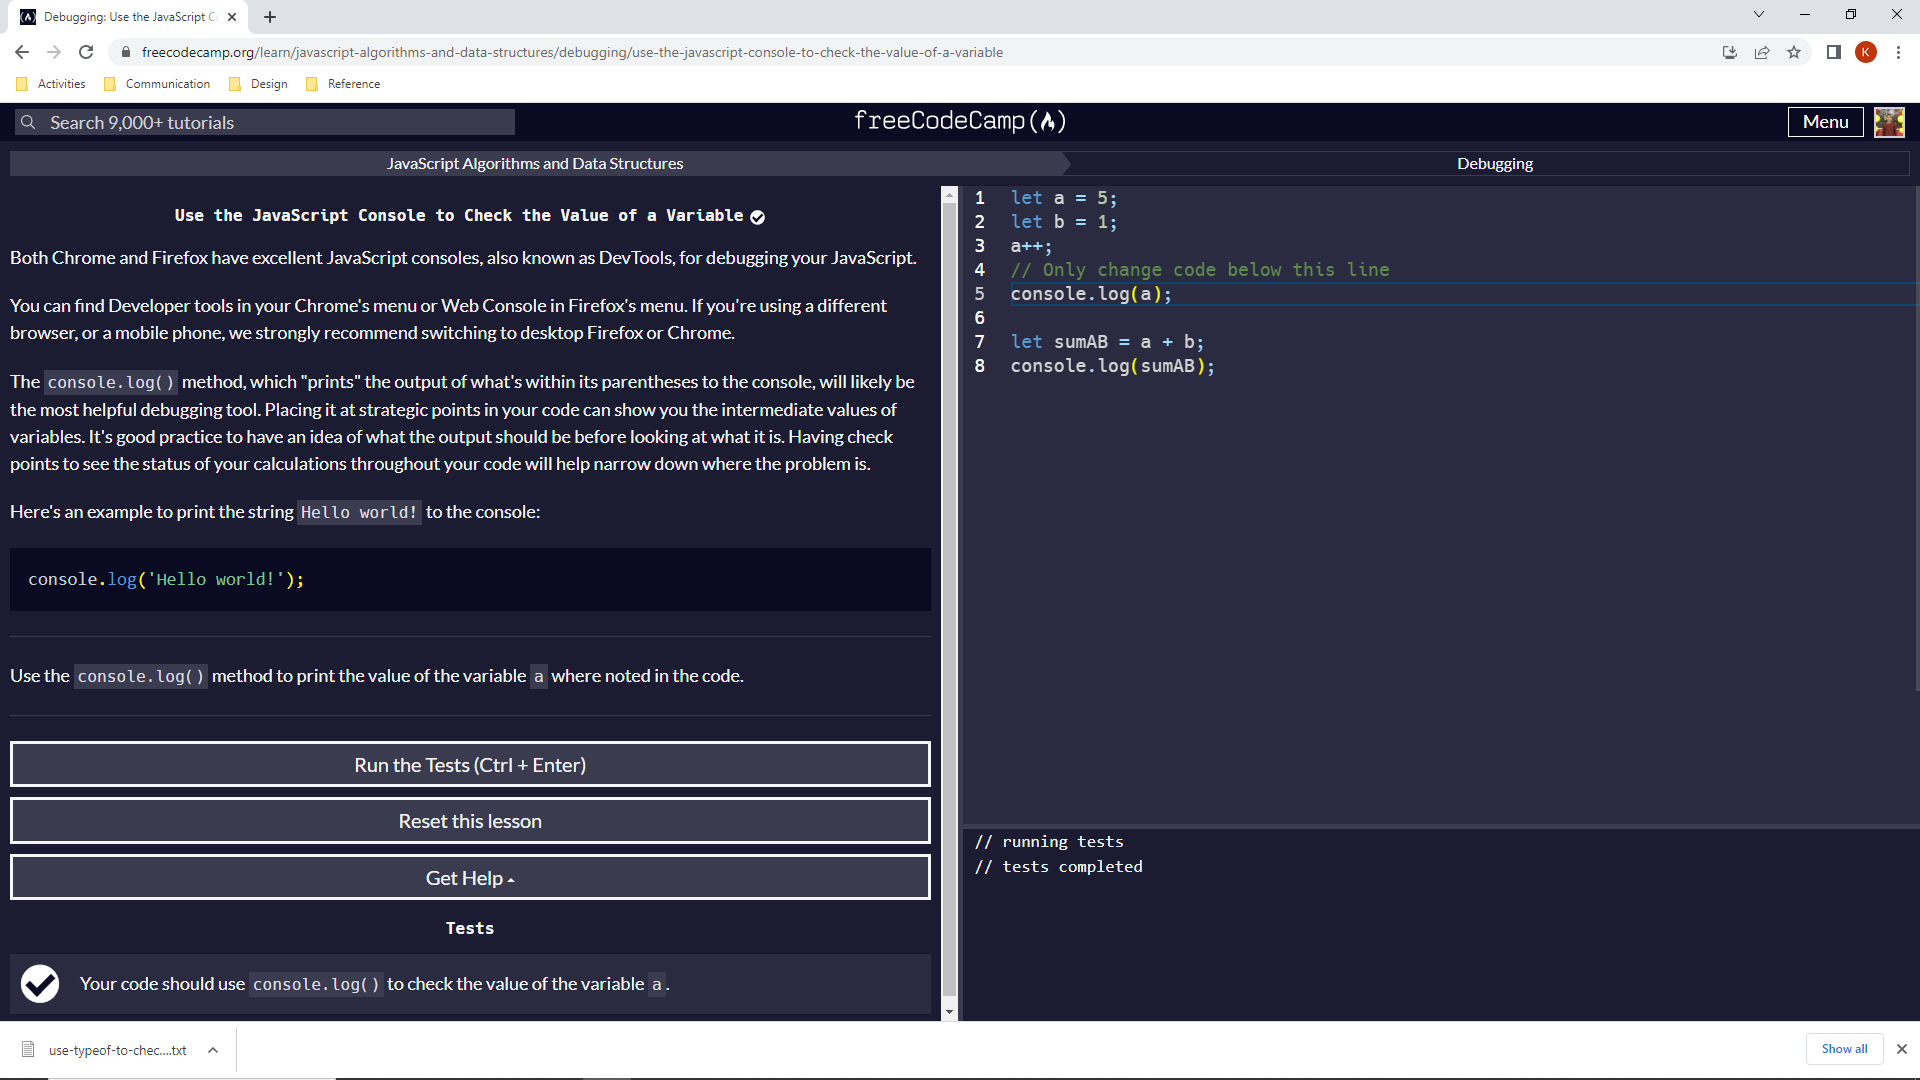 Debugging: Use the JavaScript C
freecodecamp.org/learn/javascript-algorithms-and-data-structures/debugging/use-the-javascript-console-to-check-the-value-of-a-variable
K
Activities
Communication
Design
Reference
Search 9,000+ tutorials
freeCodeCamp
Menu
JavaScript Algorithms and Data Structures
Debugging
Use the JavaScript Console to Check the Value of a Variable
Both Chrome and Firefox have excellent JavaScript consoles, also known as DevTools, for debugging your JavaScript.
You can find Developer tools in your Chrome's menu or Web Console in Firefox's menu. If you're using a different
browser, or a mobile phone, we strongly recommend switching to desktop Firefox or Chrome.
The console.log() method, which "prints" the output of what's within its parentheses to the console, will likely be
the most helpful debugging tool. Placing it at strategic points in your code can show you the intermediate values of
variables. It's good practice to have an idea of what the output should be before looking at what it is. Having check
points to see the status of your calculations throughout your code will help narrow down where the problem is.
Here's an example to print the string Hello world! to the console:
console.log('Hello world!');
Use the console.log() method to print the value of the variable a where noted in the code.
Run the Tests (Ctrl + Enter)
Reset this lesson
Get Help
Tests
Your code should use console.log() to check the value of the variable a.
1 let a = 5;
2 let b = 1;
3 a++;
4 // Only change code below this line
5 console.log(a);
6
7 let sumAB = a + b;
8 console.log(sumAB);
// running tests
// tests completed
use-typeof-to-chec....txt
Show all